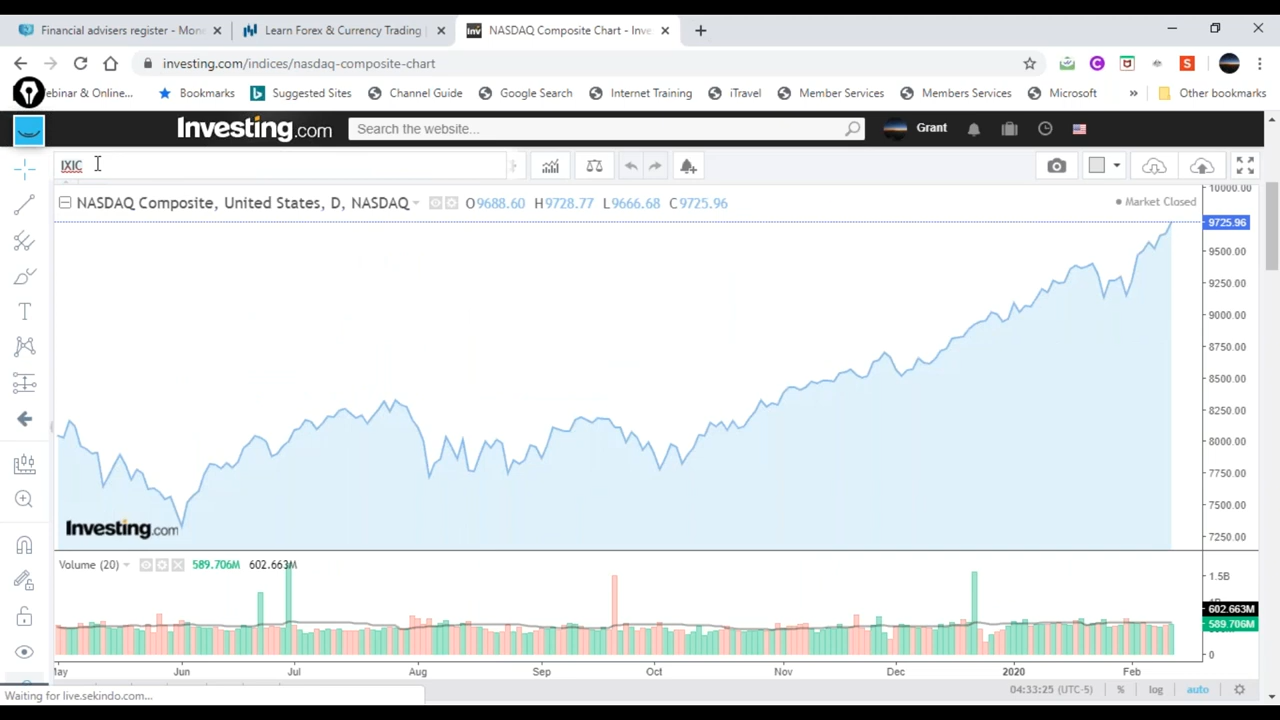 Financial advisers register - Mone
Learn Forex & Currency Trading
NASDAQ Composite Chart - Inve
investing.com/indices/nasdaq-composite-chart
ebinar & Online...
Bookmarks
Suggested Sites
Channel Guide
Google Search
Internet Training
iTravel
Member Services
Members Services
Microsoft
Other bookmarks
Investing.com
Search the website...
Grant
IXIC
NASDAQ Composite, United States, D, NASDAQ
O9688.60 H9728.77 L9666.68 C9725.96
Market Closed
10000.00
9725.96
9500.00
9250.00
9000.00
8750.00
8500.00
8250.00
8000.00
7750.00
7500.00
7250.00
Investing.com
Volume (20)
589.706M 602.663M
1.5B
602.663M
589.706M
0
May Jun Jul Aug Sep Oct Nov Dec 2020 Feb
04:33:25 (UTC-5) % log auto
Waiting for live.sekindo.com...